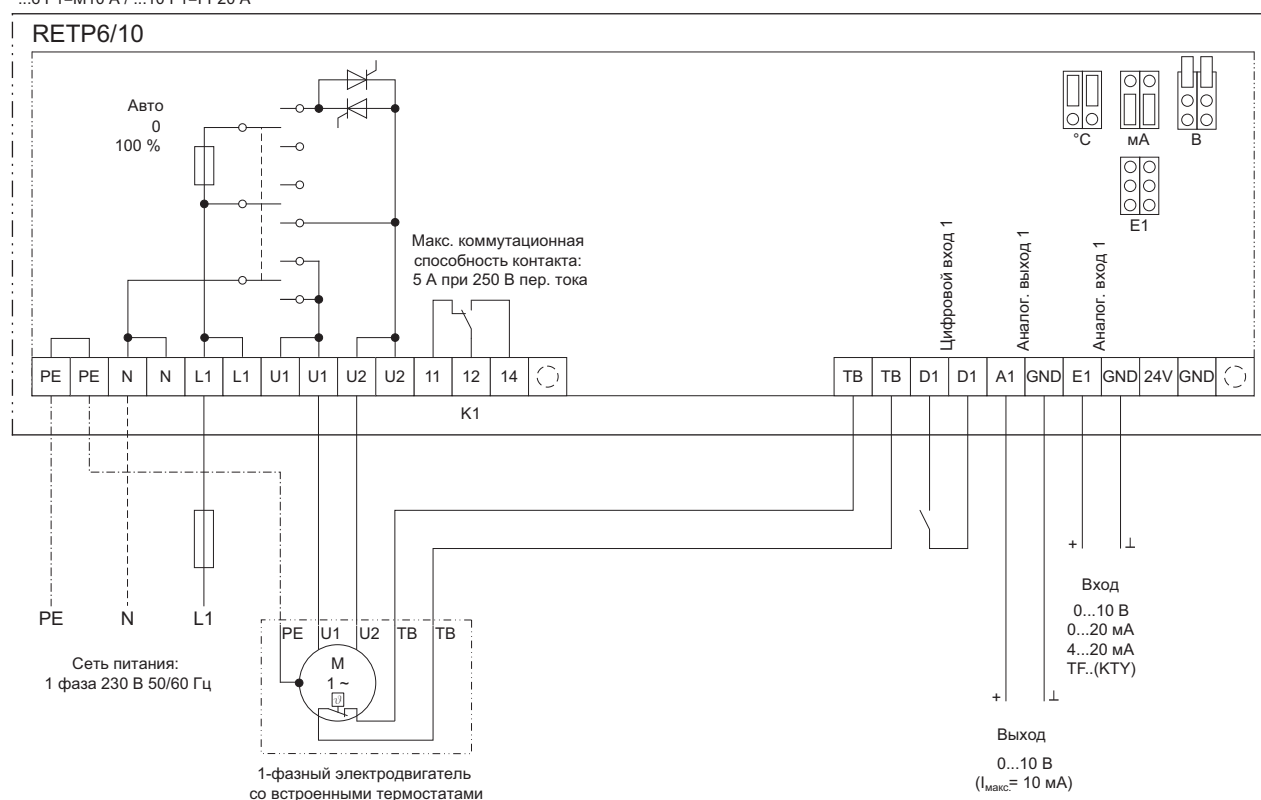 RETP6/10
Авто
0
100 %
°C
мА
В
E1
Макс. коммутационная
способность контакта:
5 А при 250 В пер. тока
Цифровой вход 1
Аналог. выход 1
Аналог. вход 1
PE PE N N L1 L1 U1 U1 U2 U2 11 12 14
TB TB D1 D1 A1 GND E1 GND 24V GND
K1
PE N L1
Сеть питания:
1 фаза 230 В 50/60 Гц
PE U1 U2 TB TB
M
1 ~
ϑ
1-фазный электродвигатель
со встроенными термостатами
+ ⊥
Вход
0...10 В
0...20 мА
4...20 мА
TF..(KTY)
+ ⊥
Выход
0...10 В
(Iмакс.= 10 мА)